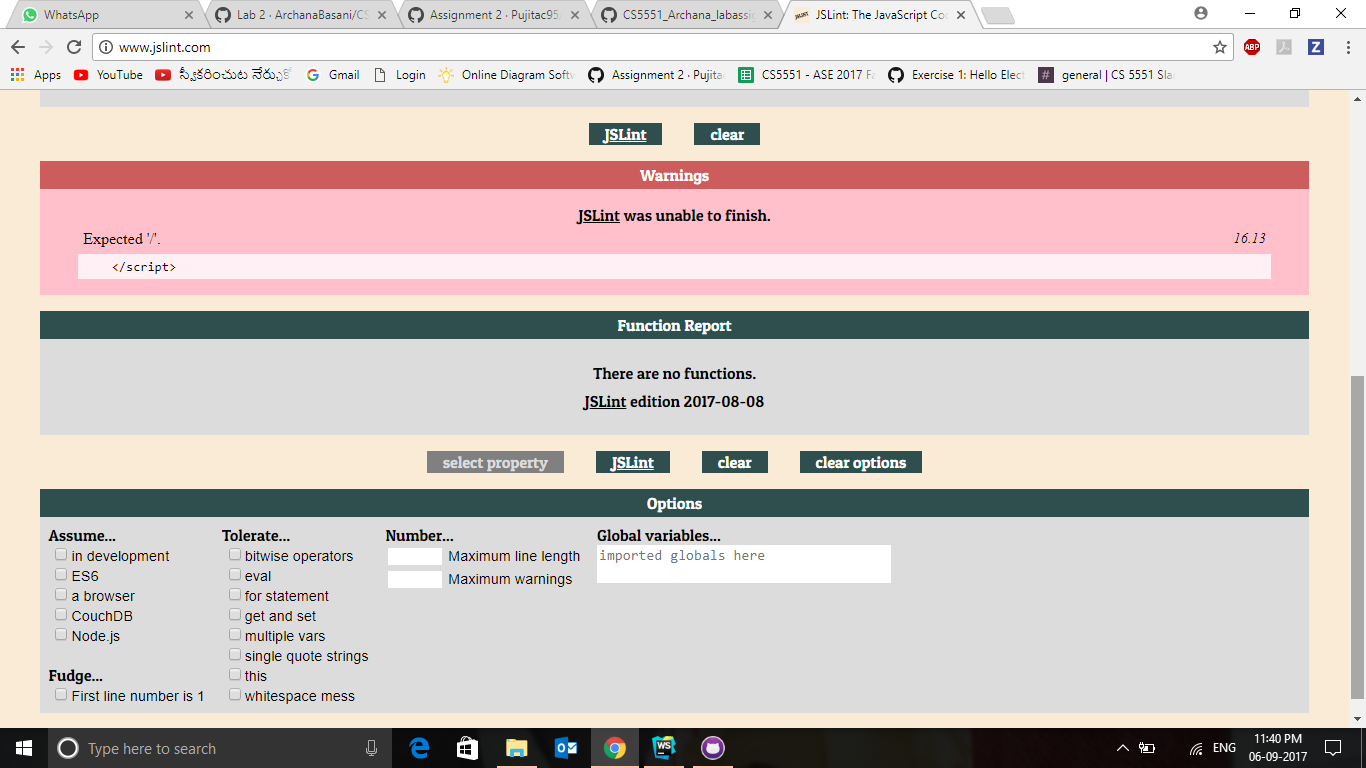 WhatsApp
Lab 2 · ArchanaBasani/CS
Assignment 2 · Pujitac95
CS5551_Archana_labassi
JSLint: The JavaScript Co
www.jslint.com
ABP
Z
Apps
YouTube
స్వీకరించుట నేర్చుకో
Gmail
Login
Online Diagram Softw
Assignment 2 · Pujita
CS5551 - ASE 2017 Fa
Exercise 1: Hello Elect
general | CS 5551 Sla
JSLint
clear
Warnings
JSLint was unable to finish.
Expected '/'.
16.13
</script>
Function Report
There are no functions.
JSLint edition 2017-08-08
select property
JSLint
clear
clear options
Options
Assume...
in development
ES6
a browser
CouchDB
Node.js
Fudge...
First line number is 1
Tolerate...
bitwise operators
eval
for statement
get and set
multiple vars
single quote strings
this
whitespace mess
Number...
Maximum line length
Maximum warnings
Global variables...
imported globals here
Type here to search
WS
ENG
11:40 PM
06-09-2017